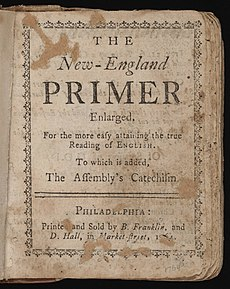 THE
New-England
PRIMER
Enlarged.
For the more easy attaining the true
Reading of ENGLISH.
To which is added,
The Assembly's Catechism.
PHILADELPHIA:
Printed and Sold by B. Franklin, and
D. Hall, in Market-street,